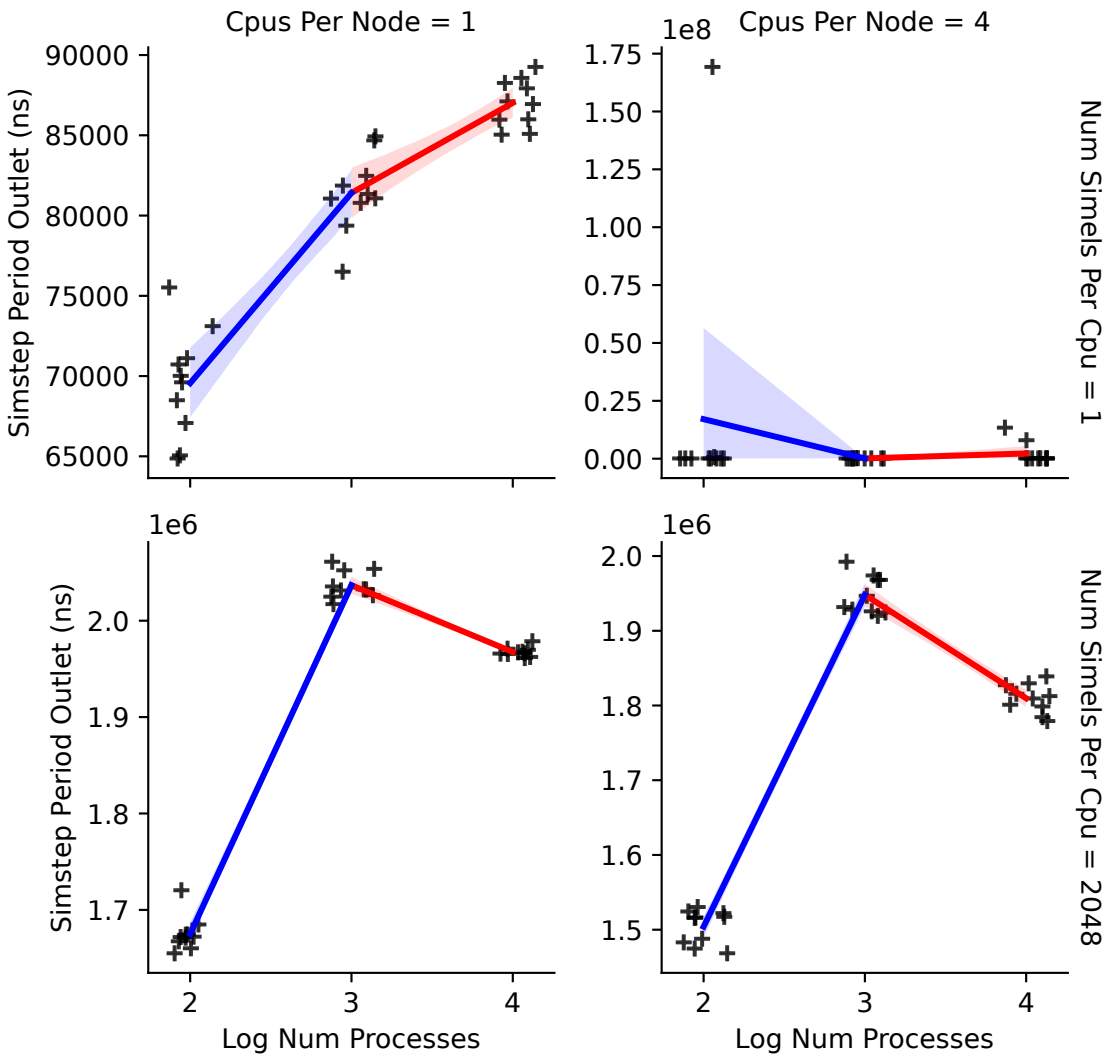 Cpus Per Node = 1
Cpus Per Node = 4
Simstep Period Outlet (ns)
90000
85000
80000
75000
70000
65000
1e8
1.75
1.50
1.25
1.00
0.75
0.50
0.25
0.00
Num Simels Per Cpu = 1
Simstep Period Outlet (ns)
1e6
2.0
1.9
1.8
1.7
2
3
4
Log Num Processes
1e6
2.0
1.9
1.8
1.7
1.6
1.5
2
3
4
Log Num Processes
Num Simels Per Cpu = 2048